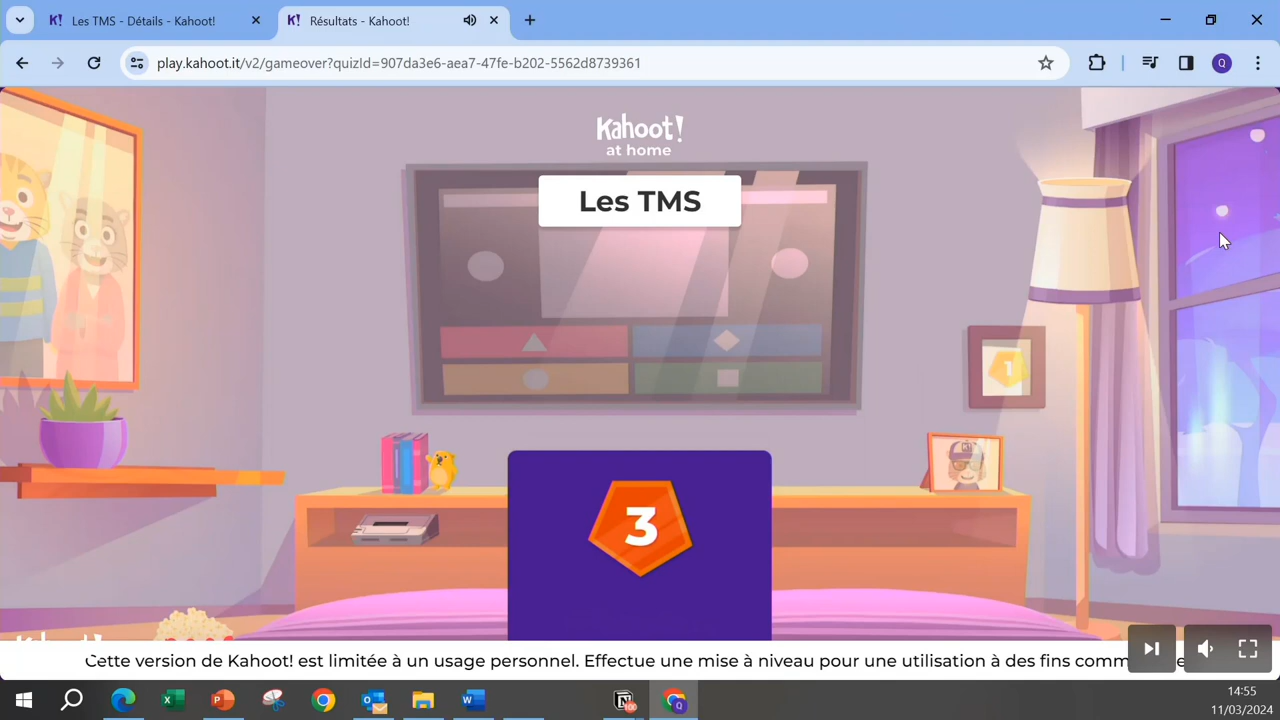 Les TMS - Détails - Kahoot!
Résultats - Kahoot!
play.kahoot.it/v2/gameover?quizId=907da3e6-aea7-47fe-b202-5562d8739361
Q
Kahoot!
at home
Les TMS
1
3
Kahoot!
Cette version de Kahoot! est limitée à un usage personnel. Effectue une mise à niveau pour une utilisation à des fins comm
14:55
11/03/2024